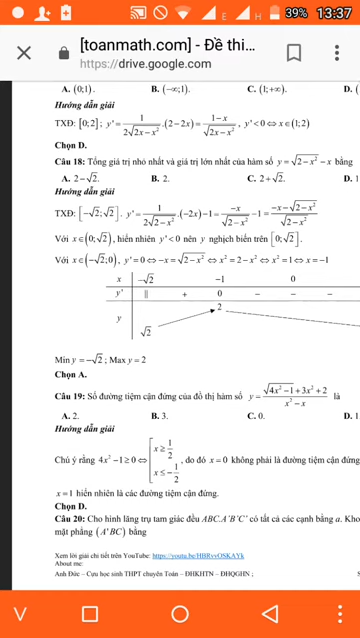 39% 13:37
[toanmath.com] - Đề thi...
https://drive.google.com
A. (0;1). B. (−∞;1). C. (1;+∞). D. (
Hướng dẫn giải
TXĐ: [0;2]; y' = 1/(2√(2x−x²)).(2−2x) = (1−x)/√(2x−x²), y' < 0 ⇔ x ∈ (1;2)
Chọn D.
Câu 18: Tổng giá trị nhỏ nhất và giá trị lớn nhất của hàm số y = √(2−x²) − x bằng
A. 2−√2. B. 2. C. 2+√2. D. 1
Hướng dẫn giải
TXĐ: [−√2;√2]. y' = 1/(2√(2−x²)).(−2x)−1 = −x/√(2−x²) −1 = (−x−√(2−x²))/√(2−x²)
Với x ∈ (0;√2), hiển nhiên y' < 0 nên y nghịch biến trên [0;√2].
Với x ∈ (−√2;0), y' = 0 ⇔ −x = √(2−x²) ⇔ x² = 2−x² ⇔ x² = 1 ⇔ x = −1
x −√2 −1 0
y' || + 0 − − −
y √2 2
Min y = −√2 ; Max y = 2
Chọn A.
Câu 19: Số đường tiệm cận đứng của đồ thị hàm số y = (√(4x²−1)+3x²+2)/(x²−x) là
A. 2. B. 3. C. 0. D. 1
Hướng dẫn giải
Chú ý rằng 4x²−1 ≥ 0 ⇔ [x ≥ 1/2 ; x ≤ −1/2, do đó x = 0 không phải là đường tiệm cận đứng
x = 1 hiển nhiên là các đường tiệm cận đứng.
Chọn D.
Câu 20: Cho hình lăng trụ tam giác đều ABC.A'B'C' có tất cả các cạnh bằng a. Kho
mặt phẳng (A'BC) bằng
Xem lời giải chi tiết trên YouTube: https://youtu.be/HBRvvOSKAYk
About me:
Anh Đức – Cựu học sinh THPT chuyên Toán – ĐHKHTN – ĐHQGHN ;